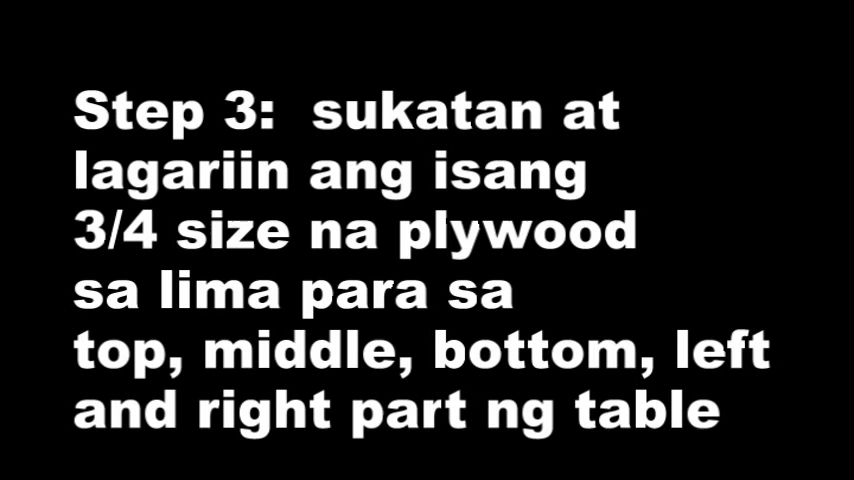 Step 3:  sukatan at
lagariin ang isang
3/4 size na plywood
sa lima para sa
top, middle, bottom, left
and right part ng table